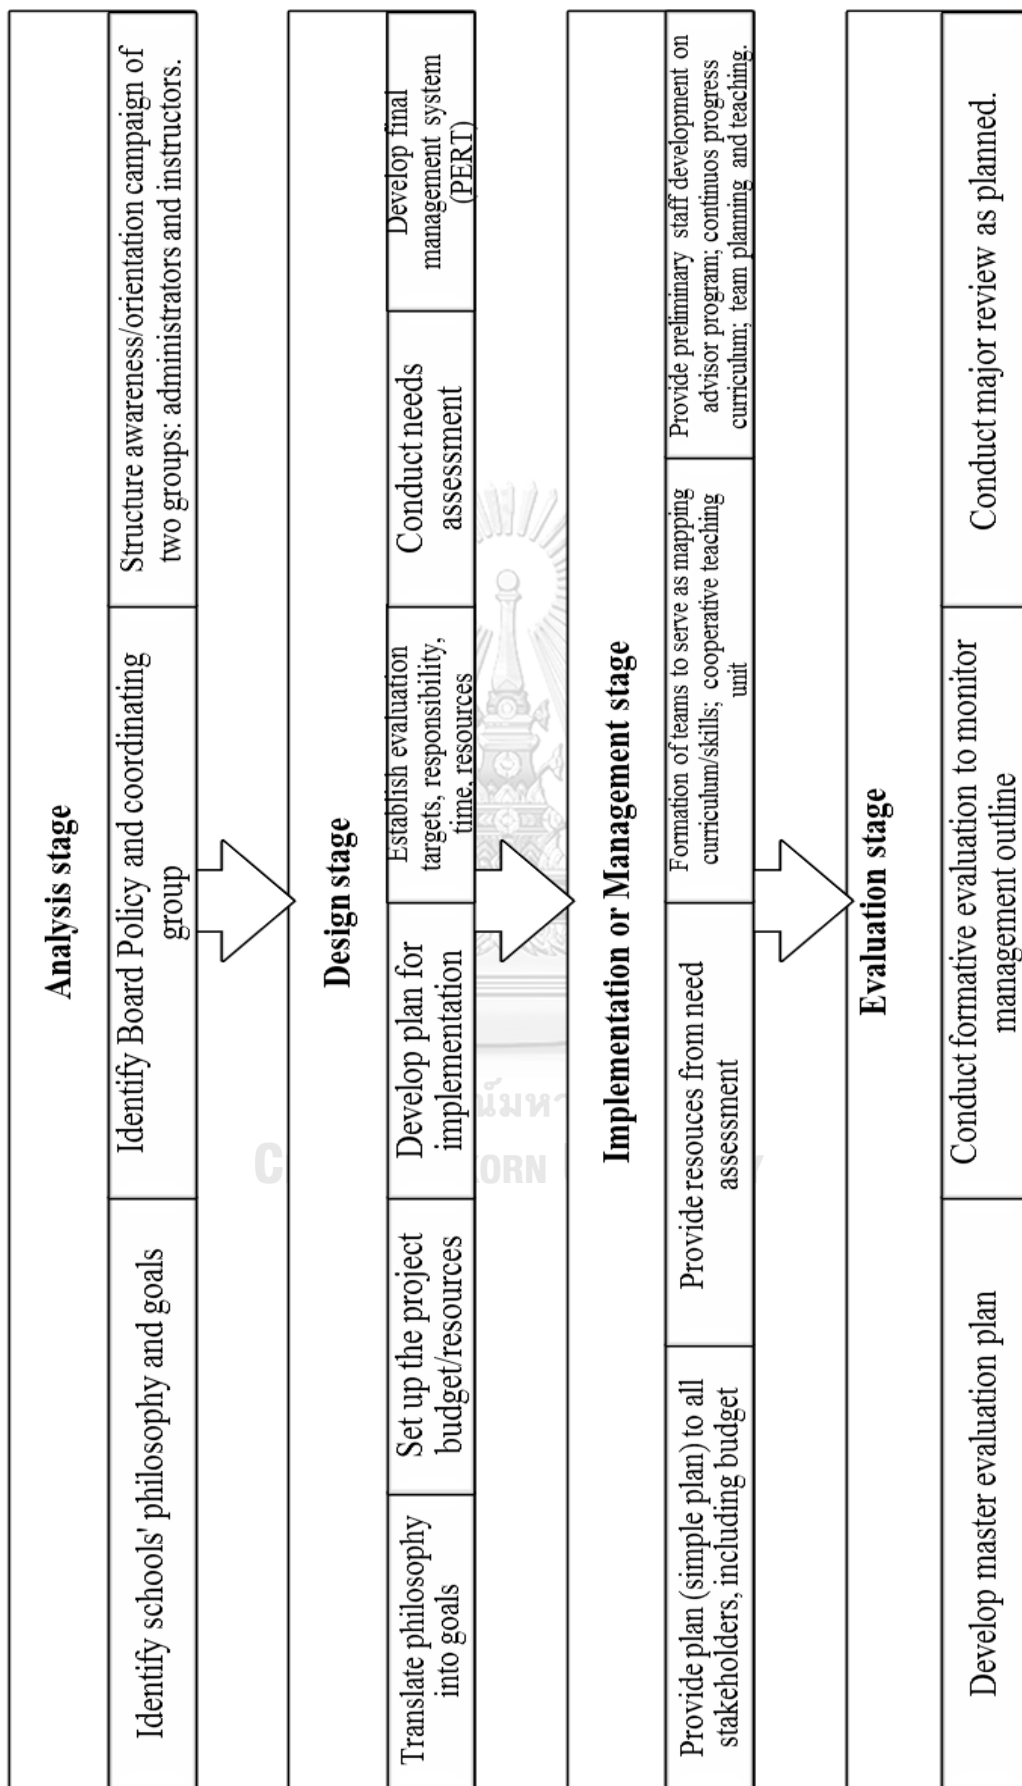 Analysis stage
Identify schools' philosophy and goals
Identify Board Policy and coordinating
group
Structure awareness/orientation campaign of
two groups: administrators and instructors.
Design stage
Translate philosophy
into goals
Set up the project
budget/resources
Develop plan for
implementation
Establish evaluation
targets, responsibility,
time, resources
Conduct needs
assessment
Develop final
management system
(PERT)
Implementation or Management stage
Provide plan (simple plan) to all
stakeholders, including budget
Provide resouces from need
assessment
Formation of teams to serve as mapping
curriculum/skills; cooperative teaching
unit
Provide preliminary staff development on
advisor program; continuos progress
curriculum; team planning and teaching.
Evaluation stage
Develop master evaluation plan
Conduct formative evaluation to monitor
management outline
Conduct major review as planned.